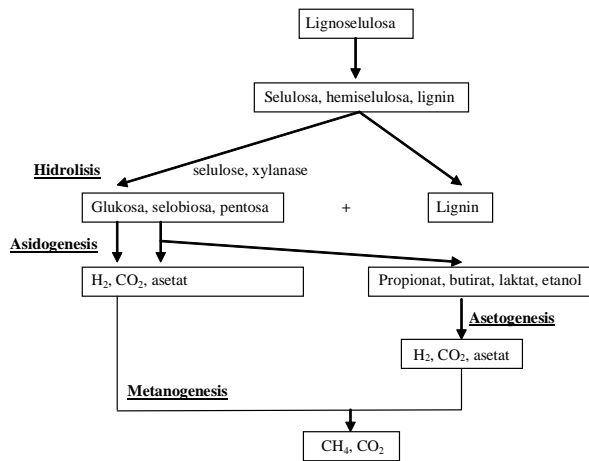 Lignoselulosa
Selulosa, hemiselulosa, lignin
Hidrolisis
selulose, xylanase
Glukosa, selobiosa, pentosa
+
Lignin
Asidogenesis
H₂, CO₂, asetat
Propionat, butirat, laktat, etanol
Asetogenesis
H₂, CO₂, asetat
Metanogenesis
CH₄, CO₂